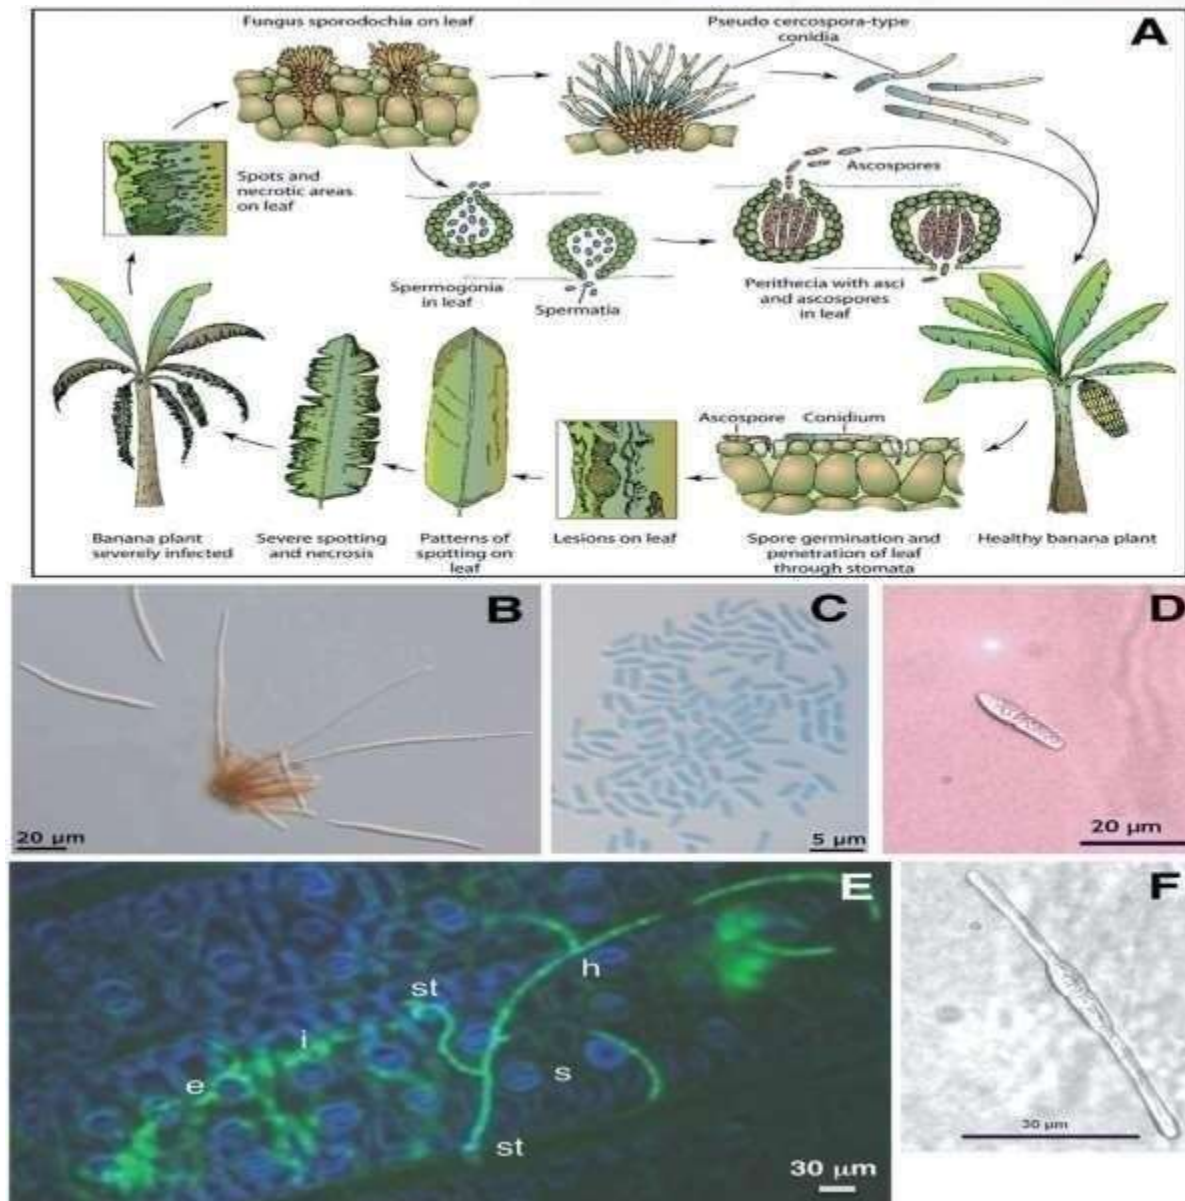 Fungus sporodochia on leaf
Pseudo cercospora-type
conidia
A
Spots and
necrotic areas
on leaf
Ascospores
Spermogonia
in leaf
Spermatia
Perithecia with asci
and ascospores
in leaf
Ascospore
Conidium
Banana plant
severely infected
Severe spotting
and necrosis
Patterns of
spotting on
leaf
Lesions on leaf
Spore germination and
penetration of leaf
through stomata
Healthy banana plant
B
20 µm
C
5 µm
D
20 µm
E
h
st
i
e
s
st
30 µm
F
30 µm